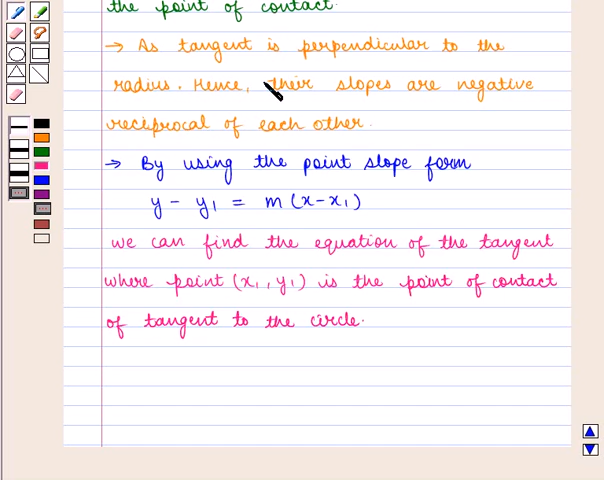 the point of contact.
→ As tangent is perpendicular to the
radius. Hence, their slopes are negative
reciprocal of each other.
→ By using the point slope form
y - y₁ = m(x-x₁)
we can find the equation of the tangent
where point (x₁, y₁) is the point of contact
of tangent to the circle.